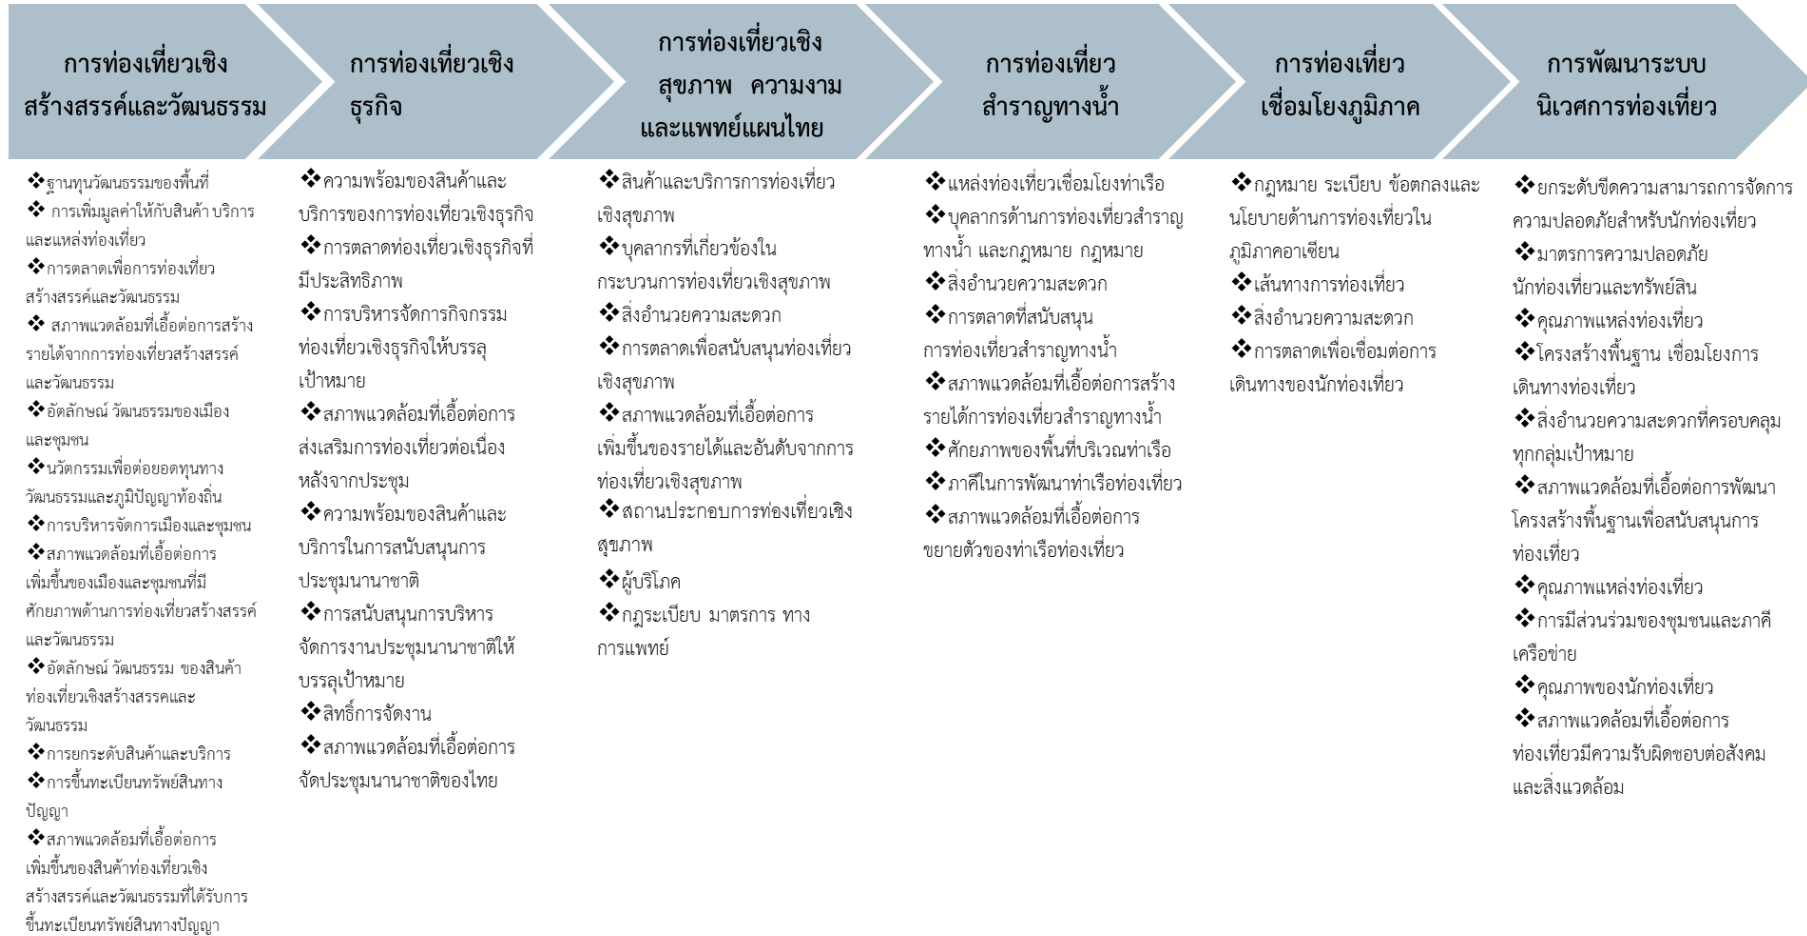 การท่องเที่ยวเชิง
สร้างสรรค์และวัฒนธรรม
❖ฐานทุนวัฒนธรรมของพื้นที่
❖ การเพิ่มมูลค่าให้กับสินค้า บริการ
และแหล่งท่องเที่ยว
❖การตลาดเพื่อการท่องเที่ยว
สร้างสรรค์และวัฒนธรรม
❖ สภาพแวดล้อมที่เอื้อต่อการสร้าง
รายได้จากการท่องเที่ยวสร้างสรรค์
และวัฒนธรรม
❖อัตลักษณ์ วัฒนธรรมของเมือง
และชุมชน
❖นวัตกรรมเพื่อต่อยอดทุนทาง
วัฒนธรรมและภูมิปัญญาท้องถิ่น
❖การบริหารจัดการเมืองและชุมชน
❖สภาพแวดล้อมที่เอื้อต่อการ
เพิ่มขึ้นของเมืองและชุมชนที่มี
ศักยภาพด้านการท่องเที่ยวสร้างสรรค์
และวัฒนธรรม
❖อัตลักษณ์ วัฒนธรรม ของสินค้า
ท่องเที่ยวเชิงสร้างสรรคและ
วัฒนธรรม
❖การยกระดับสินค้าและบริการ
❖การขึ้นทะเบียนทรัพย์สินทาง
ปัญญา
❖สภาพแวดล้อมที่เอื้อต่อการ
เพิ่มขึ้นของสินค้าท่องเที่ยวเชิง
สร้างสรรค์และวัฒนธรรมที่ได้รับการ
ขึ้นทะเบียนทรัพย์สินทางปัญญา
การท่องเที่ยวเชิง
ธุรกิจ
❖ความพร้อมของสินค้าและ
บริการของการท่องเที่ยวเชิงธุรกิจ
❖การตลาดท่องเที่ยวเชิงธุรกิจที่
มีประสิทธิภาพ
❖การบริหารจัดการกิจกรรม
ท่องเที่ยวเชิงธุรกิจให้บรรลุ
เป้าหมาย
❖สภาพแวดล้อมที่เอื้อต่อการ
ส่งเสริมการท่องเที่ยวต่อเนื่อง
หลังจากประชุม
❖ความพร้อมของสินค้าและ
บริการในการสนับสนุนการ
ประชุมนานาชาติ
❖การสนับสนุนการบริหาร
จัดการงานประชุมนานาชาติให้
บรรลุเป้าหมาย
❖สิทธิ์การจัดงาน
❖สภาพแวดล้อมที่เอื้อต่อการ
จัดประชุมนานาชาติของไทย
การท่องเที่ยวเชิง
สุขภาพ ความงาม
และแพทย์แผนไทย
❖สินค้าและบริการการท่องเที่ยว
เชิงสุขภาพ
❖บุคลากรที่เกี่ยวข้องใน
กระบวนการท่องเที่ยวเชิงสุขภาพ
❖สิ่งอำนวยความสะดวก
❖การตลาดเพื่อสนับสนุนท่องเที่ยว
เชิงสุขภาพ
❖สภาพแวดล้อมที่เอื้อต่อการ
เพิ่มขึ้นของรายได้และอันดับจากการ
ท่องเที่ยวเชิงสุขภาพ
❖สถานประกอบการท่องเที่ยวเชิง
สุขภาพ
❖ผู้บริโภค
❖กฎระเบียบ มาตรการ ทาง
การแพทย์
การท่องเที่ยว
สำราญทางน้ำ
❖แหล่งท่องเที่ยวเชื่อมโยงท่าเรือ
❖บุคลากรด้านการท่องเที่ยวสำราญ
ทางน้ำ และกฎหมาย กฎหมาย
❖สิ่งอำนวยความสะดวก
❖การตลาดที่สนับสนุน
การท่องเที่ยวสำราญทางน้ำ
❖สภาพแวดล้อมที่เอื้อต่อการสร้าง
รายได้การท่องเที่ยวสำราญทางน้ำ
❖ศักยภาพของพื้นที่บริเวณท่าเรือ
❖ภาคีในการพัฒนาท่าเรือท่องเที่ยว
❖สภาพแวดล้อมที่เอื้อต่อการ
ขยายตัวของท่าเรือท่องเที่ยว
การท่องเที่ยว
เชื่อมโยงภูมิภาค
❖กฎหมาย ระเบียบ ข้อตกลงและ
นโยบายด้านการท่องเที่ยวใน
ภูมิภาคอาเซียน
❖เส้นทางการท่องเที่ยว
❖สิ่งอำนวยความสะดวก
❖การตลาดเพื่อเชื่อมต่อการ
เดินทางของนักท่องเที่ยว
การพัฒนาระบบ
นิเวศการท่องเที่ยว
❖ยกระดับขีดความสามารถการจัดการ
ความปลอดภัยสำหรับนักท่องเที่ยว
❖มาตรการความปลอดภัย
นักท่องเที่ยวและทรัพย์สิน
❖คุณภาพแหล่งท่องเที่ยว
❖โครงสร้างพื้นฐาน เชื่อมโยงการ
เดินทางท่องเที่ยว
❖สิ่งอำนวยความสะดวกที่ครอบคลุม
ทุกกลุ่มเป้าหมาย
❖สภาพแวดล้อมที่เอื้อต่อการพัฒนา
โครงสร้างพื้นฐานเพื่อสนับสนุนการ
ท่องเที่ยว
❖คุณภาพแหล่งท่องเที่ยว
❖การมีส่วนร่วมของชุมชนและภาคี
เครือข่าย
❖คุณภาพของนักท่องเที่ยว
❖สภาพแวดล้อมที่เอื้อต่อการ
ท่องเที่ยวมีความรับผิดชอบต่อสังคม
และสิ่งแวดล้อม